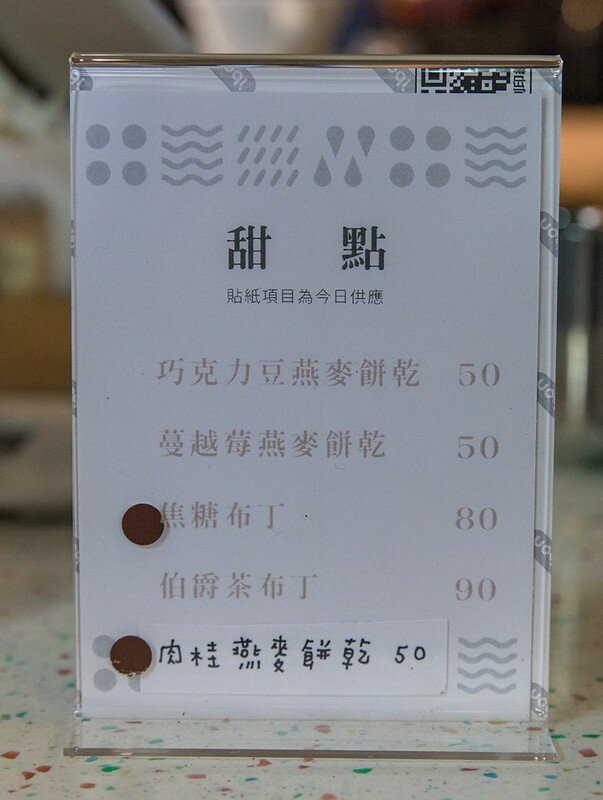 甜 點
貼紙項目為今日供應
巧克力豆燕麥餅乾 50
蔓越莓燕麥餅乾 50
焦糖布丁 80
伯爵茶布丁 90
肉桂燕麥餅乾 50